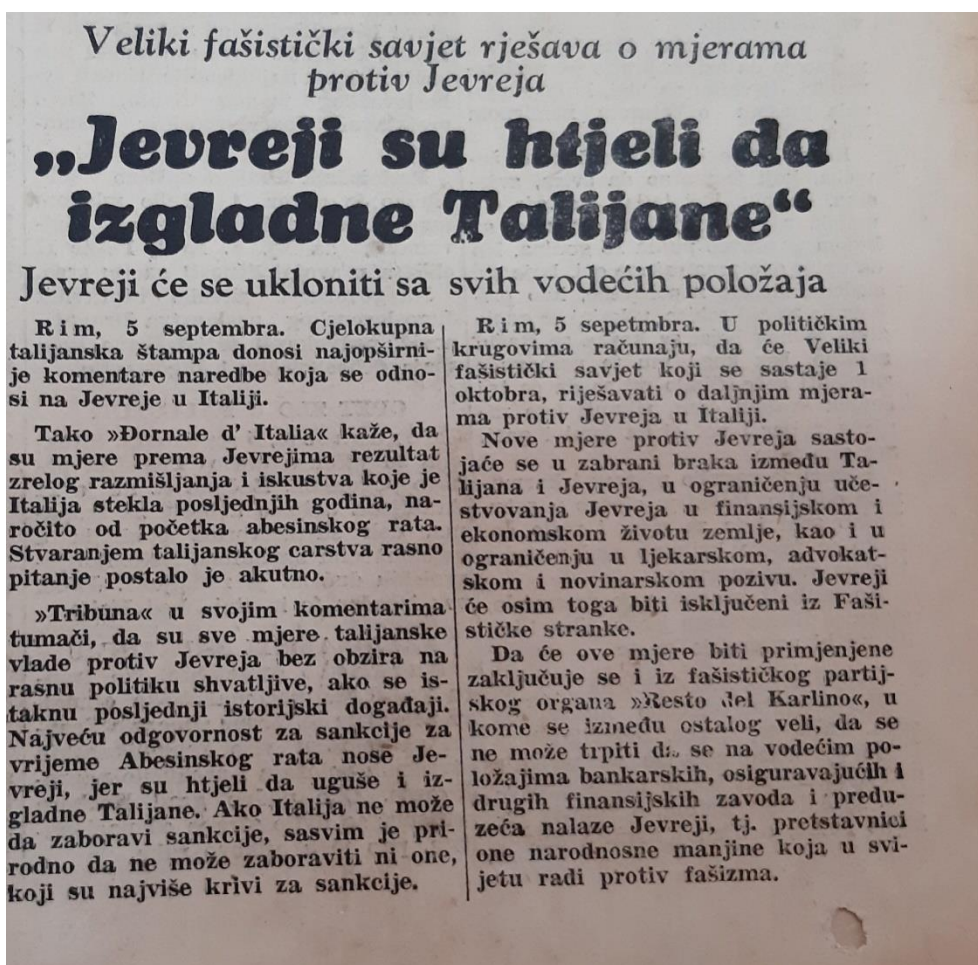 Veliki fašistički savjet rješava o mjerama
protiv Jevreja
„Jevreji su htjeli da
izgladne Talijane“
Jevreji će se ukloniti sa svih vodećih položaja
Rim, 5 septembra. Cjelokupna
talijanska štampa donosi najopširni-
je komentare naredbe koja se odno-
si na Jevreje u Italiji.
Tako »Đornale d' Italia« kaže, da
su mjere prema Jevrejima rezultat
zrelog razmišljanja i iskustva koje je
Italija stekla posljednjih godina, na-
ročito od početka abesinskog rata.
Stvaranjem talijanskog carstva rasno
pitanje postalo je akutno.
»Tribuna« u svojim komentarima
tumači, da su sve mjere talijanske
vlade protiv Jevreja bez obzira na
rasnu politiku shvatljive, ako se is-
taknu posljednji istorijski događaji.
Najveću odgovornost za sankcije za
vrijeme Abesinskog rata nose Je-
vreji, jer su htjeli da uguše i iz-
gladne Talijane. Ako Italija ne može
da zaboravi sankcije, sasvim je pri-
rodno da ne može zaboraviti ni one,
koji su najviše krivi za sankcije.
Rim, 5 sepetmbra. U političkim
krugovima računaju, da će Veliki
fašistički savjet koji se sastaje 1
oktobra, riješavati o daljnjim mjera-
ma protiv Jevreja u Italiji.
Nove mjere protiv Jevreja sasto-
jaće se u zabrani braka između Ta-
lijana i Jevreja, u ograničenju uče-
stvovanja Jevreja u finansijskom i
ekonomskom životu zemlje, kao i u
ograničenju u ljekarskom, advokat-
skom i novinarskom pozivu. Jevreji
će osim toga biti isključeni iz Faši-
stičke stranke.
Da će ove mjere biti primjenjene
zaključuje se i iz fašističkog partij-
skog organa »Resto del Karlino«, u
kome se između ostalog veli, da se
ne može trpiti da se na vodećim po-
ložajima bankarskih, osiguravajućih i
drugih finansijskih zavoda i predu-
zeća nalaze Jevreji, tj. pretstavnici
one narodnosne manjine koja u svi-
jetu radi protiv fašizma.